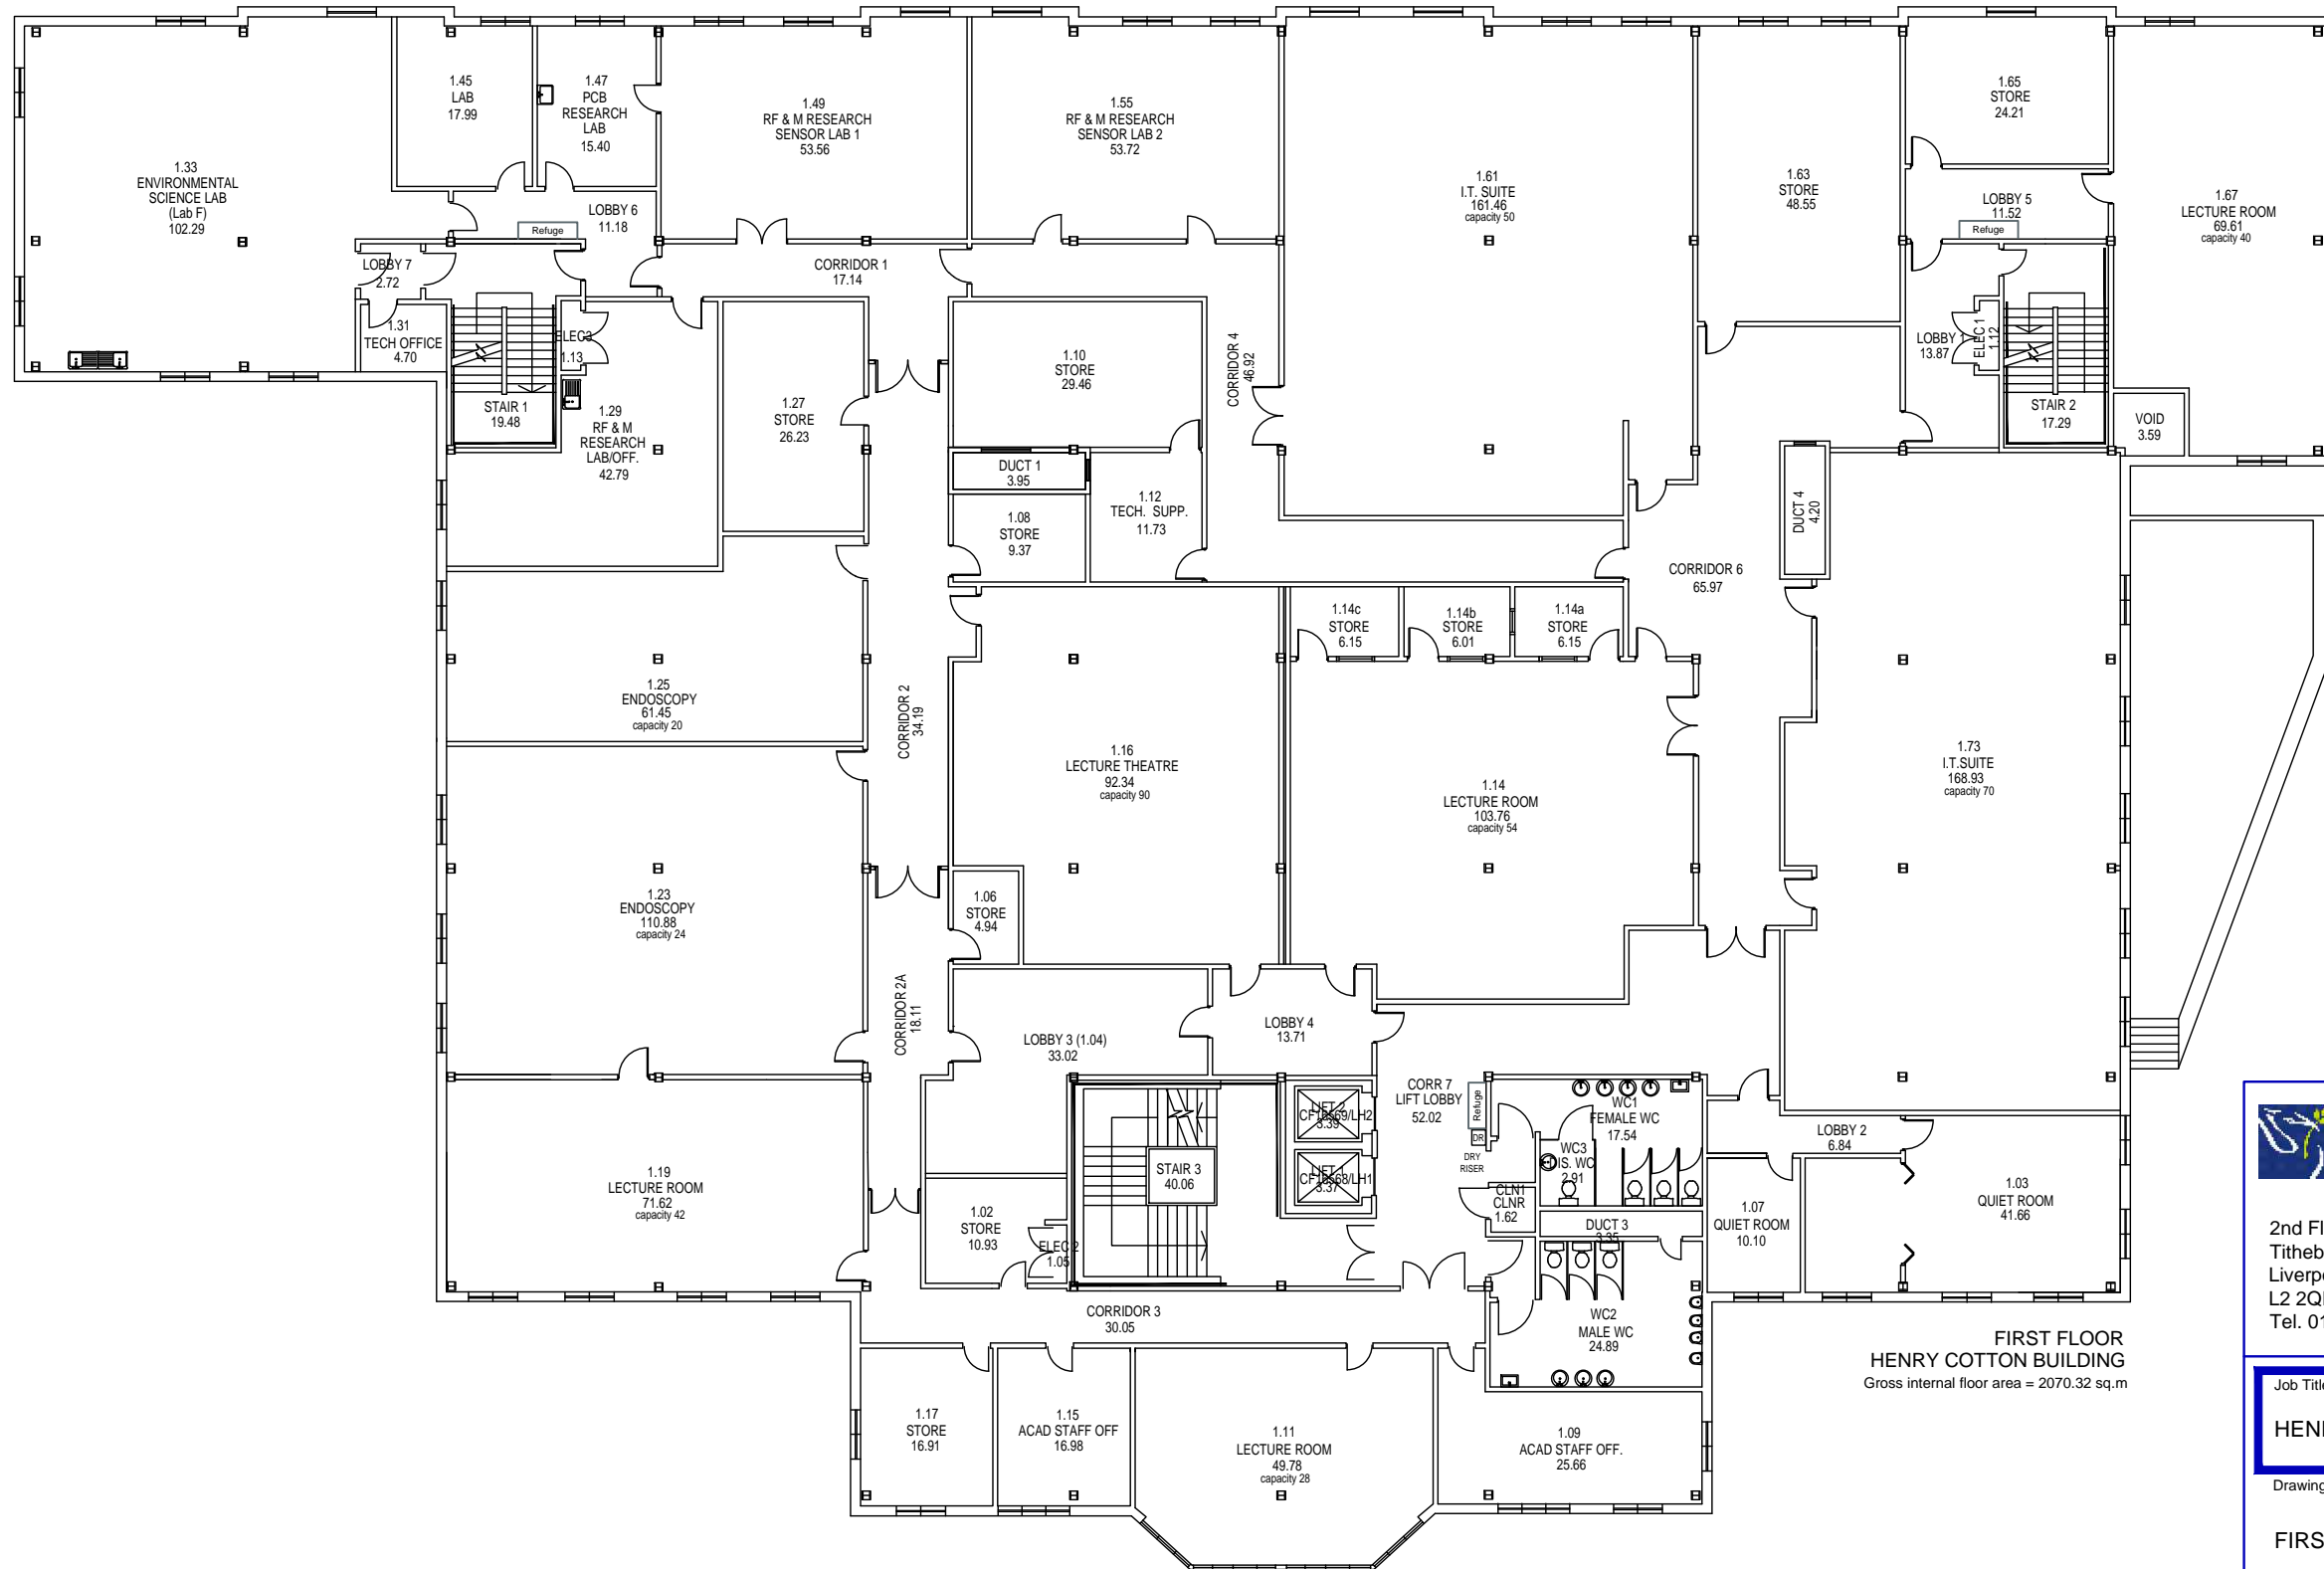 1.33
ENVIRONMENTAL
SCIENCE LAB
(Lab F)
102.29
1.45
LAB
17.99
1.47
PCB
RESEARCH
LAB
15.40
1.49
RF & M RESEARCH
SENSOR LAB 1
53.56
1.55
RF & M RESEARCH
SENSOR LAB 2
53.72
1.61
I.T. SUITE
161.46
capacity 50
1.63
STORE
48.55
1.65
STORE
24.21
1.67
LECTURE ROOM
69.61
capacity 40
LOBBY 6
11.18
Refuge
LOBBY 5
11.52
Refuge
LOBBY 7
2.72
CORRIDOR 1
17.14
1.31
TECH OFFICE
4.70
ELEC3
1.13
STAIR 1
19.48
1.29
RF & M
RESEARCH
LAB/OFF.
42.79
1.27
STORE
26.23
1.10
STORE
29.46
CORRIDOR 4
46.92
LOBBY 1
13.87
ELEC 1
1.12
STAIR 2
17.29
VOID
3.59
DUCT 1
3.95
1.12
TECH. SUPP.
11.73
1.08
STORE
9.37
DUCT 4
4.20
CORRIDOR 6
65.97
1.14c
STORE
6.15
1.14b
STORE
6.01
1.14a
STORE
6.15
1.25
ENDOSCOPY
61.45
capacity 20
CORRIDOR 2
34.19
1.16
LECTURE THEATRE
92.34
capacity 90
1.14
LECTURE ROOM
103.76
capacity 54
1.73
I.T.SUITE
168.93
capacity 70
1.23
ENDOSCOPY
110.88
capacity 24
1.06
STORE
4.94
CORRIDOR 2A
18.11
LOBBY 3 (1.04)
33.02
LOBBY 4
13.71
CORR 7
LIFT LOBBY
52.02
Refuge
DR
DRY
RISER
LIFT 2
CF16569/LH2
3.39
LIFT 1
CF16568/LH1
3.37
WC1
FEMALE WC
17.54
WC3
DIS. WC
2.91
CLN1
CLNR
1.62
DUCT 3
3.35
LOBBY 2
6.84
1.07
QUIET ROOM
10.10
1.03
QUIET ROOM
41.66
1.19
LECTURE ROOM
71.62
capacity 42
1.02
STORE
10.93
ELEC 2
1.05
STAIR 3
40.06
WC2
MALE WC
24.89
CORRIDOR 3
30.05
1.17
STORE
16.91
1.15
ACAD STAFF OFF
16.98
1.11
LECTURE ROOM
49.78
capacity 28
1.09
ACAD STAFF OFF.
25.66
FIRST FLOOR
HENRY COTTON BUILDING
Gross internal floor area = 2070.32 sq.m
2nd Fl
Titheb
Liverp
L2 2Q
Tel. 01
Job Title
HEN
Drawing
FIRS